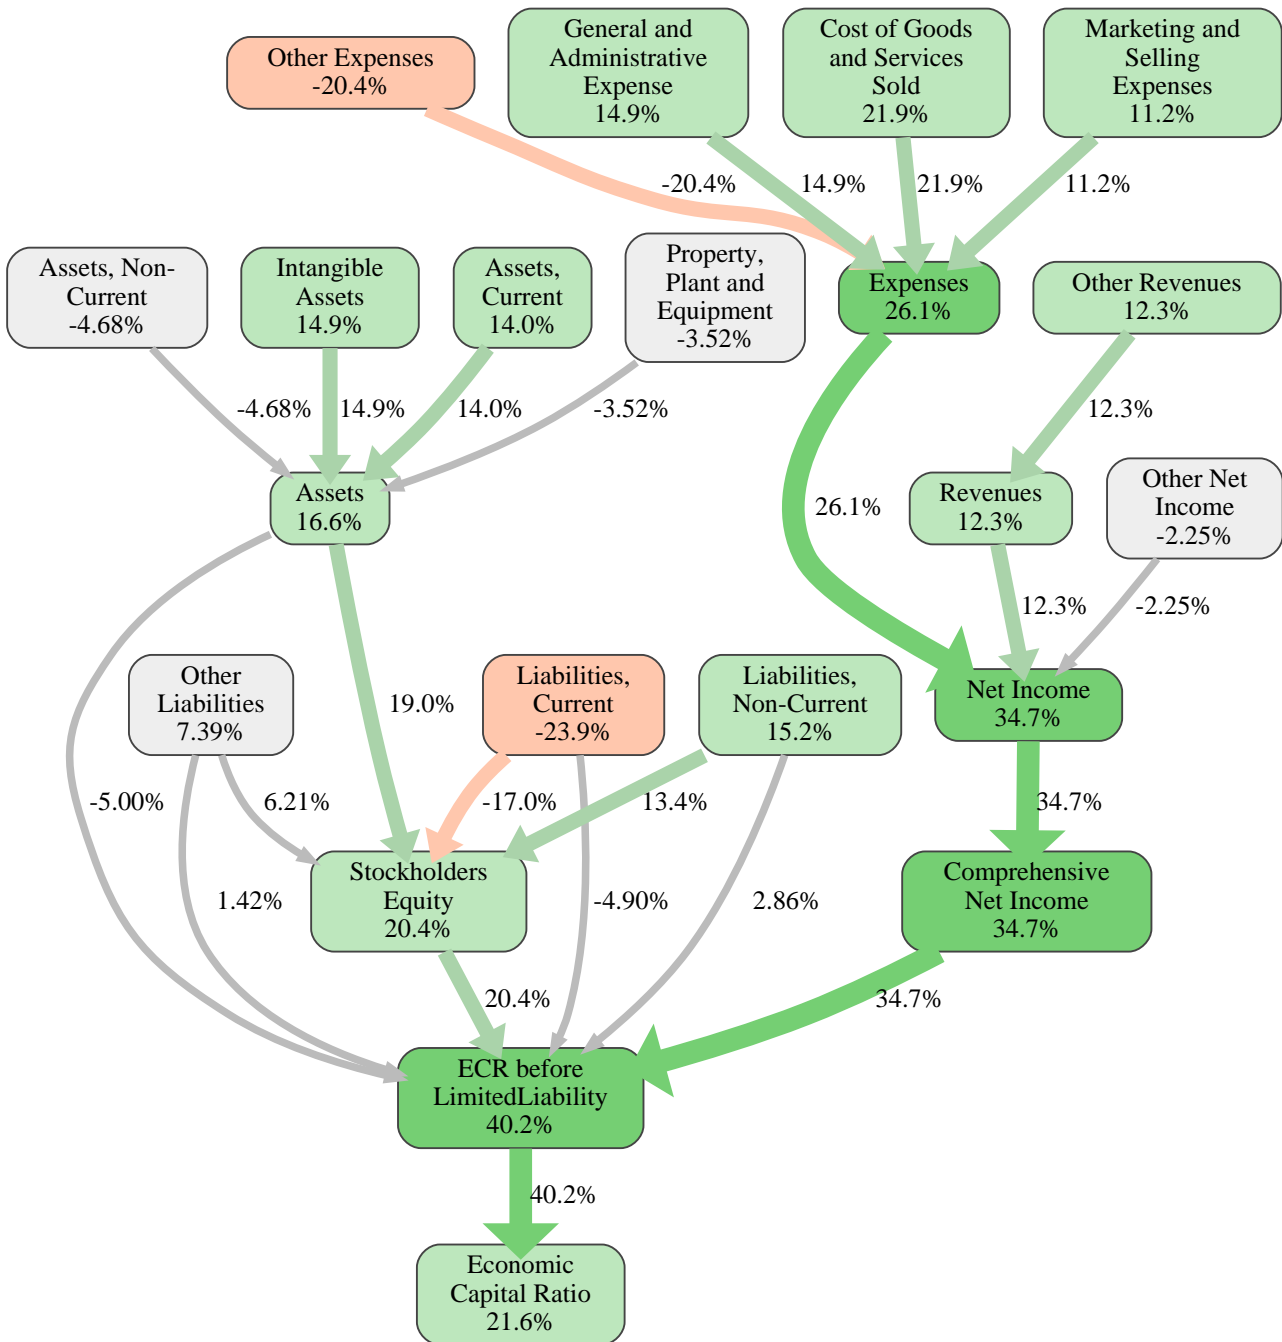 Other Expenses
-20.4%
General and
Administrative
Expense
14.9%
Cost of Goods
and Services
Sold
21.9%
Marketing and
Selling
Expenses
11.2%
-20.4%
14.9%
21.9%
11.2%
Assets, Non-
Current
-4.68%
Intangible
Assets
14.9%
Assets,
Current
14.0%
Property,
Plant and
Equipment
-3.52%
Expenses
26.1%
Other Revenues
12.3%
-4.68%
14.9%
14.0%
-3.52%
12.3%
Assets
16.6%
26.1%
Revenues
12.3%
Other Net
Income
-2.25%
12.3%
-2.25%
Other
Liabilities
7.39%
19.0%
Liabilities,
Current
-23.9%
Liabilities,
Non-Current
15.2%
Net Income
34.7%
-5.00%
6.21%
-17.0%
13.4%
34.7%
Stockholders
Equity
20.4%
Comprehensive
Net Income
34.7%
1.42%
-4.90%
2.86%
20.4%
34.7%
ECR before
LimitedLiability
40.2%
40.2%
Economic
Capital Ratio
21.6%